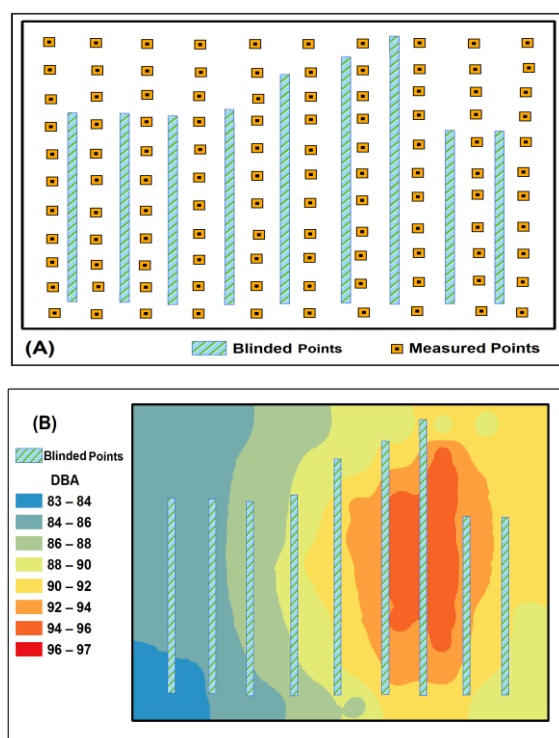 (A)
Blinded Points
Measured Points
(B)
Blinded Points
DBA
83 – 84
84 – 86
86 – 88
88 – 90
90 – 92
92 – 94
94 – 96
96 – 97